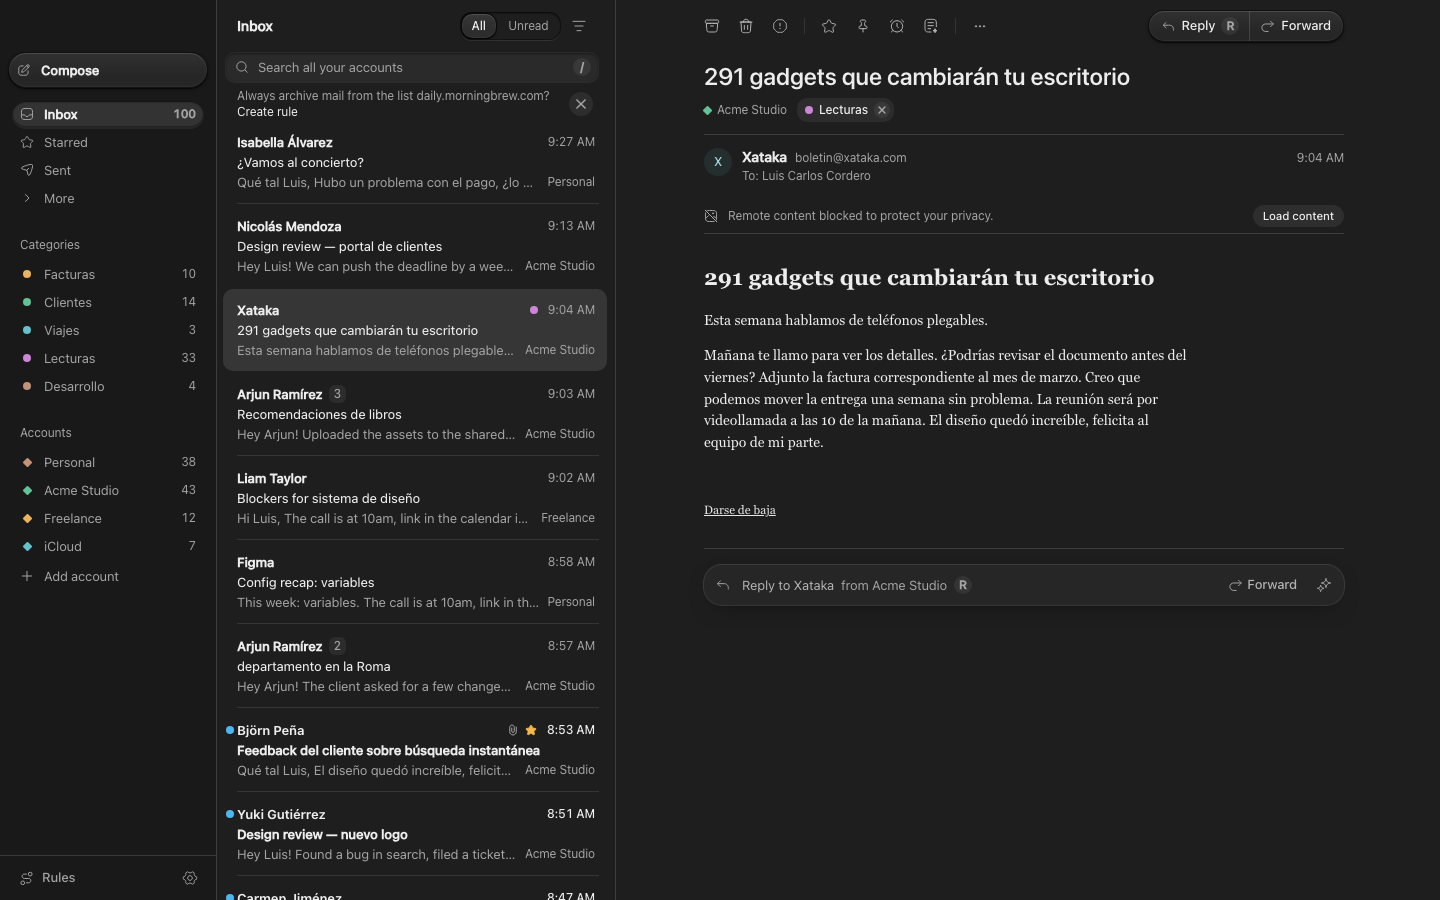 Compose
Inbox 100
Starred
Sent
More
Categories
Facturas 10
Clientes 14
Viajes 3
Lecturas 33
Desarrollo 4
Accounts
Personal 38
Acme Studio 43
Freelance 12
iCloud 7
Add account
Rules
Inbox
All Unread
Search all your accounts /
Always archive mail from the list daily.morningbrew.com?
Create rule
Isabella Álvarez 9:27 AM
¿Vamos al concierto?
Qué tal Luis, Hubo un problema con el pago, ¿lo ... Personal
Nicolás Mendoza 9:13 AM
Design review — portal de clientes
Hey Luis! We can push the deadline by a wee... Acme Studio
Xataka 9:04 AM
291 gadgets que cambiarán tu escritorio
Esta semana hablamos de teléfonos plegable... Acme Studio
Arjun Ramírez 3 9:03 AM
Recomendaciones de libros
Hey Arjun! Uploaded the assets to the shared... Acme Studio
Liam Taylor 9:02 AM
Blockers for sistema de diseño
Hi Luis, The call is at 10am, link in the calendar i... Freelance
Figma 8:58 AM
Config recap: variables
This week: variables. The call is at 10am, link in th... Personal
Arjun Ramírez 2 8:57 AM
departamento en la Roma
Hey Arjun! The client asked for a few change... Acme Studio
Björn Peña 8:53 AM
Feedback del cliente sobre búsqueda instantánea
Qué tal Luis, El diseño quedó increíble, felicit... Acme Studio
Yuki Gutiérrez 8:51 AM
Design review — nuevo logo
Hey Luis! Found a bug in search, filed a ticket... Acme Studio
Carmen Jiménez 8:47 AM
Reply R Forward
291 gadgets que cambiarán tu escritorio
Acme Studio Lecturas
X
Xataka boletin@xataka.com 9:04 AM
To: Luis Carlos Cordero
Remote content blocked to protect your privacy. Load content
291 gadgets que cambiarán tu escritorio
Esta semana hablamos de teléfonos plegables.
Mañana te llamo para ver los detalles. ¿Podrías revisar el documento antes del
viernes? Adjunto la factura correspondiente al mes de marzo. Creo que
podemos mover la entrega una semana sin problema. La reunión será por
videollamada a las 10 de la mañana. El diseño quedó increíble, felicita al
equipo de mi parte.
Darse de baja
Reply to Xataka from Acme Studio R Forward